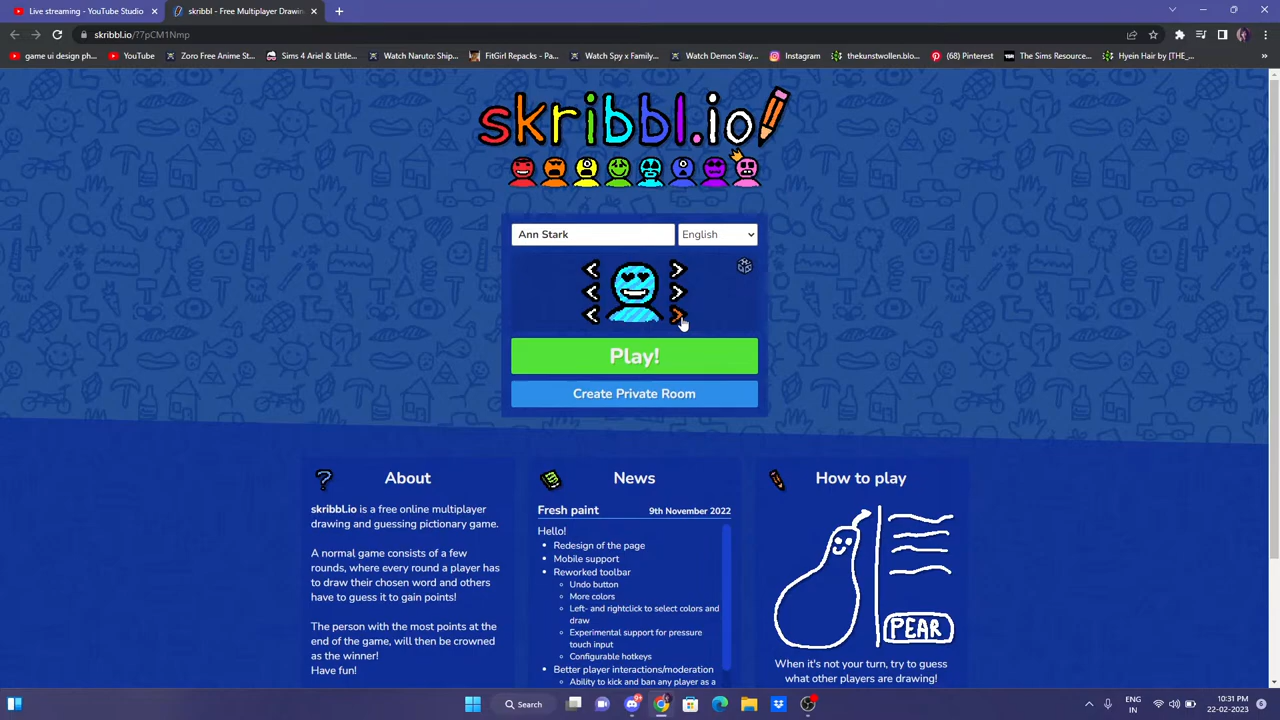 Live streaming - YouTube Studio
skribbl - Free Multiplayer Drawin
skribbl.io/?7pCM1Nmp
game ui design ph...
YouTube
Zoro Free Anime St...
Sims 4 Ariel & Little...
Watch Naruto: Ship...
FitGirl Repacks - Pa...
Watch Spy x Family...
Watch Demon Slay...
Instagram
thekunstwollen.blo...
(68) Pinterest
The Sims Resource...
Hyein Hair by [THE_...
skribbl.io
Ann Stark
English
Play!
Create Private Room
About
skribbl.io is a free online multiplayer
drawing and guessing pictionary game.
A normal game consists of a few
rounds, where every round a player has
to draw their chosen word and others
have to guess it to gain points!
The person with the most points at the
end of the game, will then be crowned
as the winner!
Have fun!
News
Fresh paint
9th November 2022
Hello!
Redesign of the page
Mobile support
Reworked toolbar
Undo button
More colors
Left- and rightclick to select colors and
draw
Experimental support for pressure
touch input
Configurable hotkeys
Better player interactions/moderation
Ability to kick and ban any player as a
How to play
PEAR
When it's not your turn, try to guess
what other players are drawing!
Search
ENG
IN
10:31 PM
22-02-2023